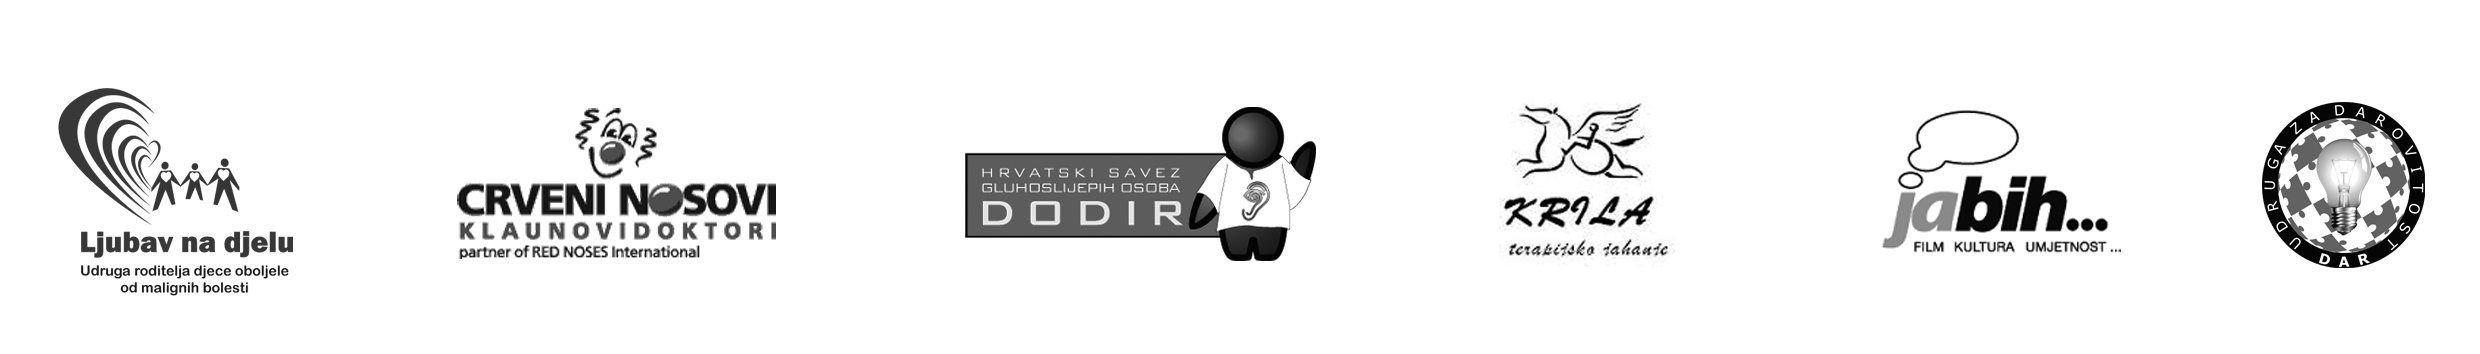 Ljubav na djelu
Udruga roditelja djece oboljele
od malignih bolesti
CRVENI NOSOVI
KLAUNOVIDOKTORI
partner of RED NOSES International
HRVATSKI SAVEZ
GLUHOSLIJEPIH OSOBA
DODIR
KRILA
terapijsko jahanje
jabih...
FILM KULTURA UMJETNOST ...
UDRUGA ZA DAROVITOST
DAR